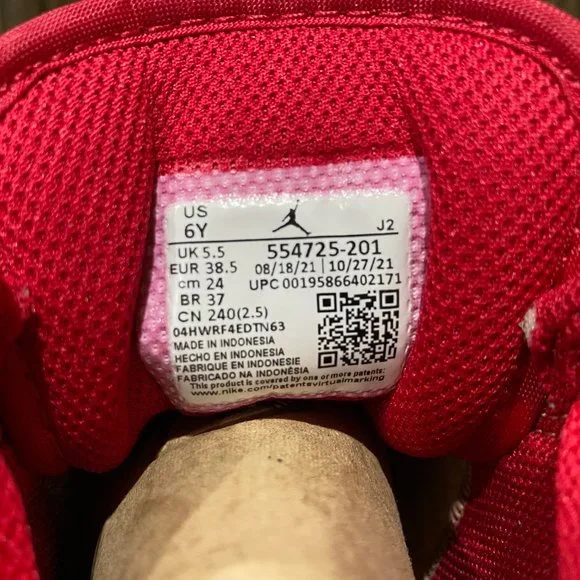 US
6Y
J2
UK 5.5
554725-201
EUR 38.5
08/18/21 | 10/27/21
cm 24
UPC 00195866402171
BR 37
CN 240(2.5)
04HWRF4EDTN63
MADE IN INDONESIA
HECHO EN INDONESIA
FABRIQUE EN INDONESIE
FABRICADO NA INDONÉSIA
This product is covered by one or more patents:
www.nike.com/patentsvirtualmarking